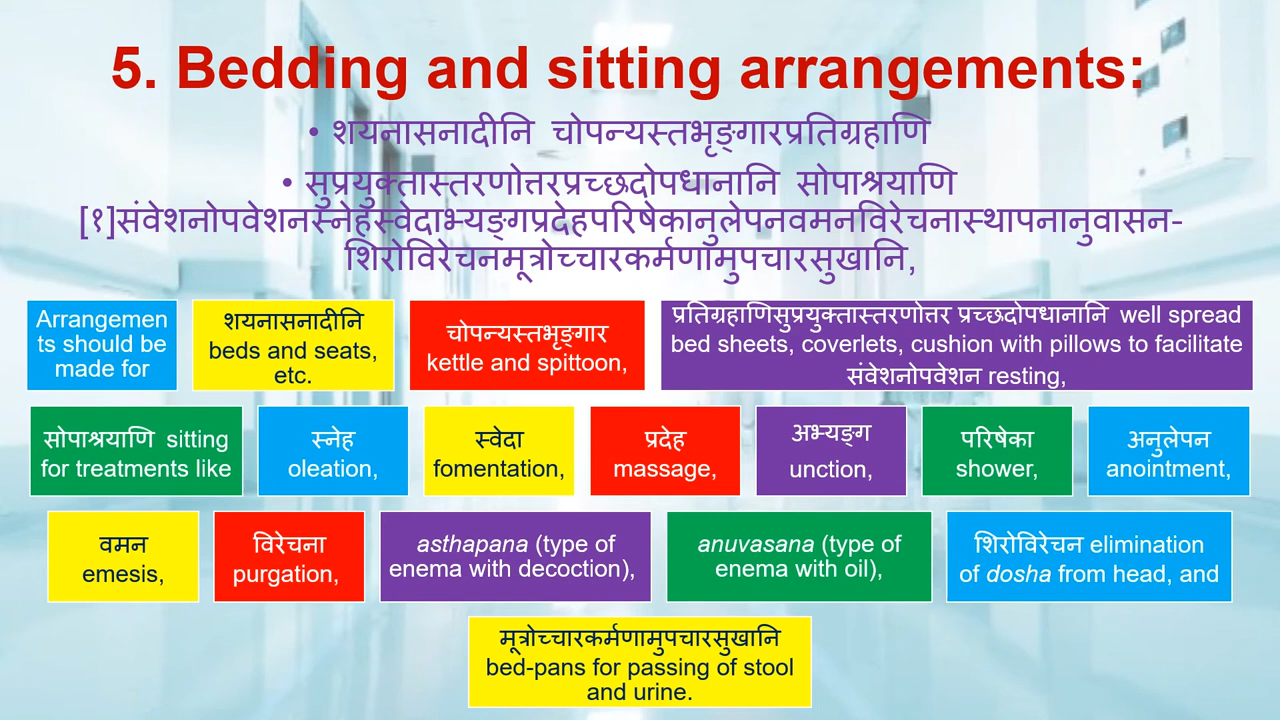 5. Bedding and sitting arrangements:
• शयनासनादीनि चोपन्यस्तभृङ्गारप्रतिग्रहाणि
• सुप्रयुक्तास्तरणोत्तरप्रच्छदोपधानानि सोपाश्रयाणि
[१]संवेशनोपवेशनस्नेहस्वेदाभ्यङ्गप्रदेहपरिषेकानुलेपनवमनविरेचनास्थापनानुवासन-
शिरोविरेचनमूत्रोच्चारकर्मणामुपचारसुखानि,
Arrangemen
ts should be
made for
शयनासनादीनि
beds and seats,
etc.
चोपन्यस्तभृङ्गार
kettle and spittoon,
प्रतिग्रहाणिसुप्रयुक्तास्तरणोत्तर प्रच्छदोपधानानि well spread
bed sheets, coverlets, cushion with pillows to facilitate
संवेशनोपवेशन resting,
सोपाश्रयाणि sitting
for treatments like
स्नेह
oleation,
स्वेदा
fomentation,
प्रदेह
massage,
अभ्यङ्ग
unction,
परिषेका
shower,
अनुलेपन
anointment,
वमन
emesis,
विरेचना
purgation,
asthapana (type of
enema with decoction),
anuvasana (type of
enema with oil),
शिरोविरेचन elimination
of dosha from head, and
मूत्रोच्चारकर्मणामुपचारसुखानि
bed-pans for passing of stool
and urine.